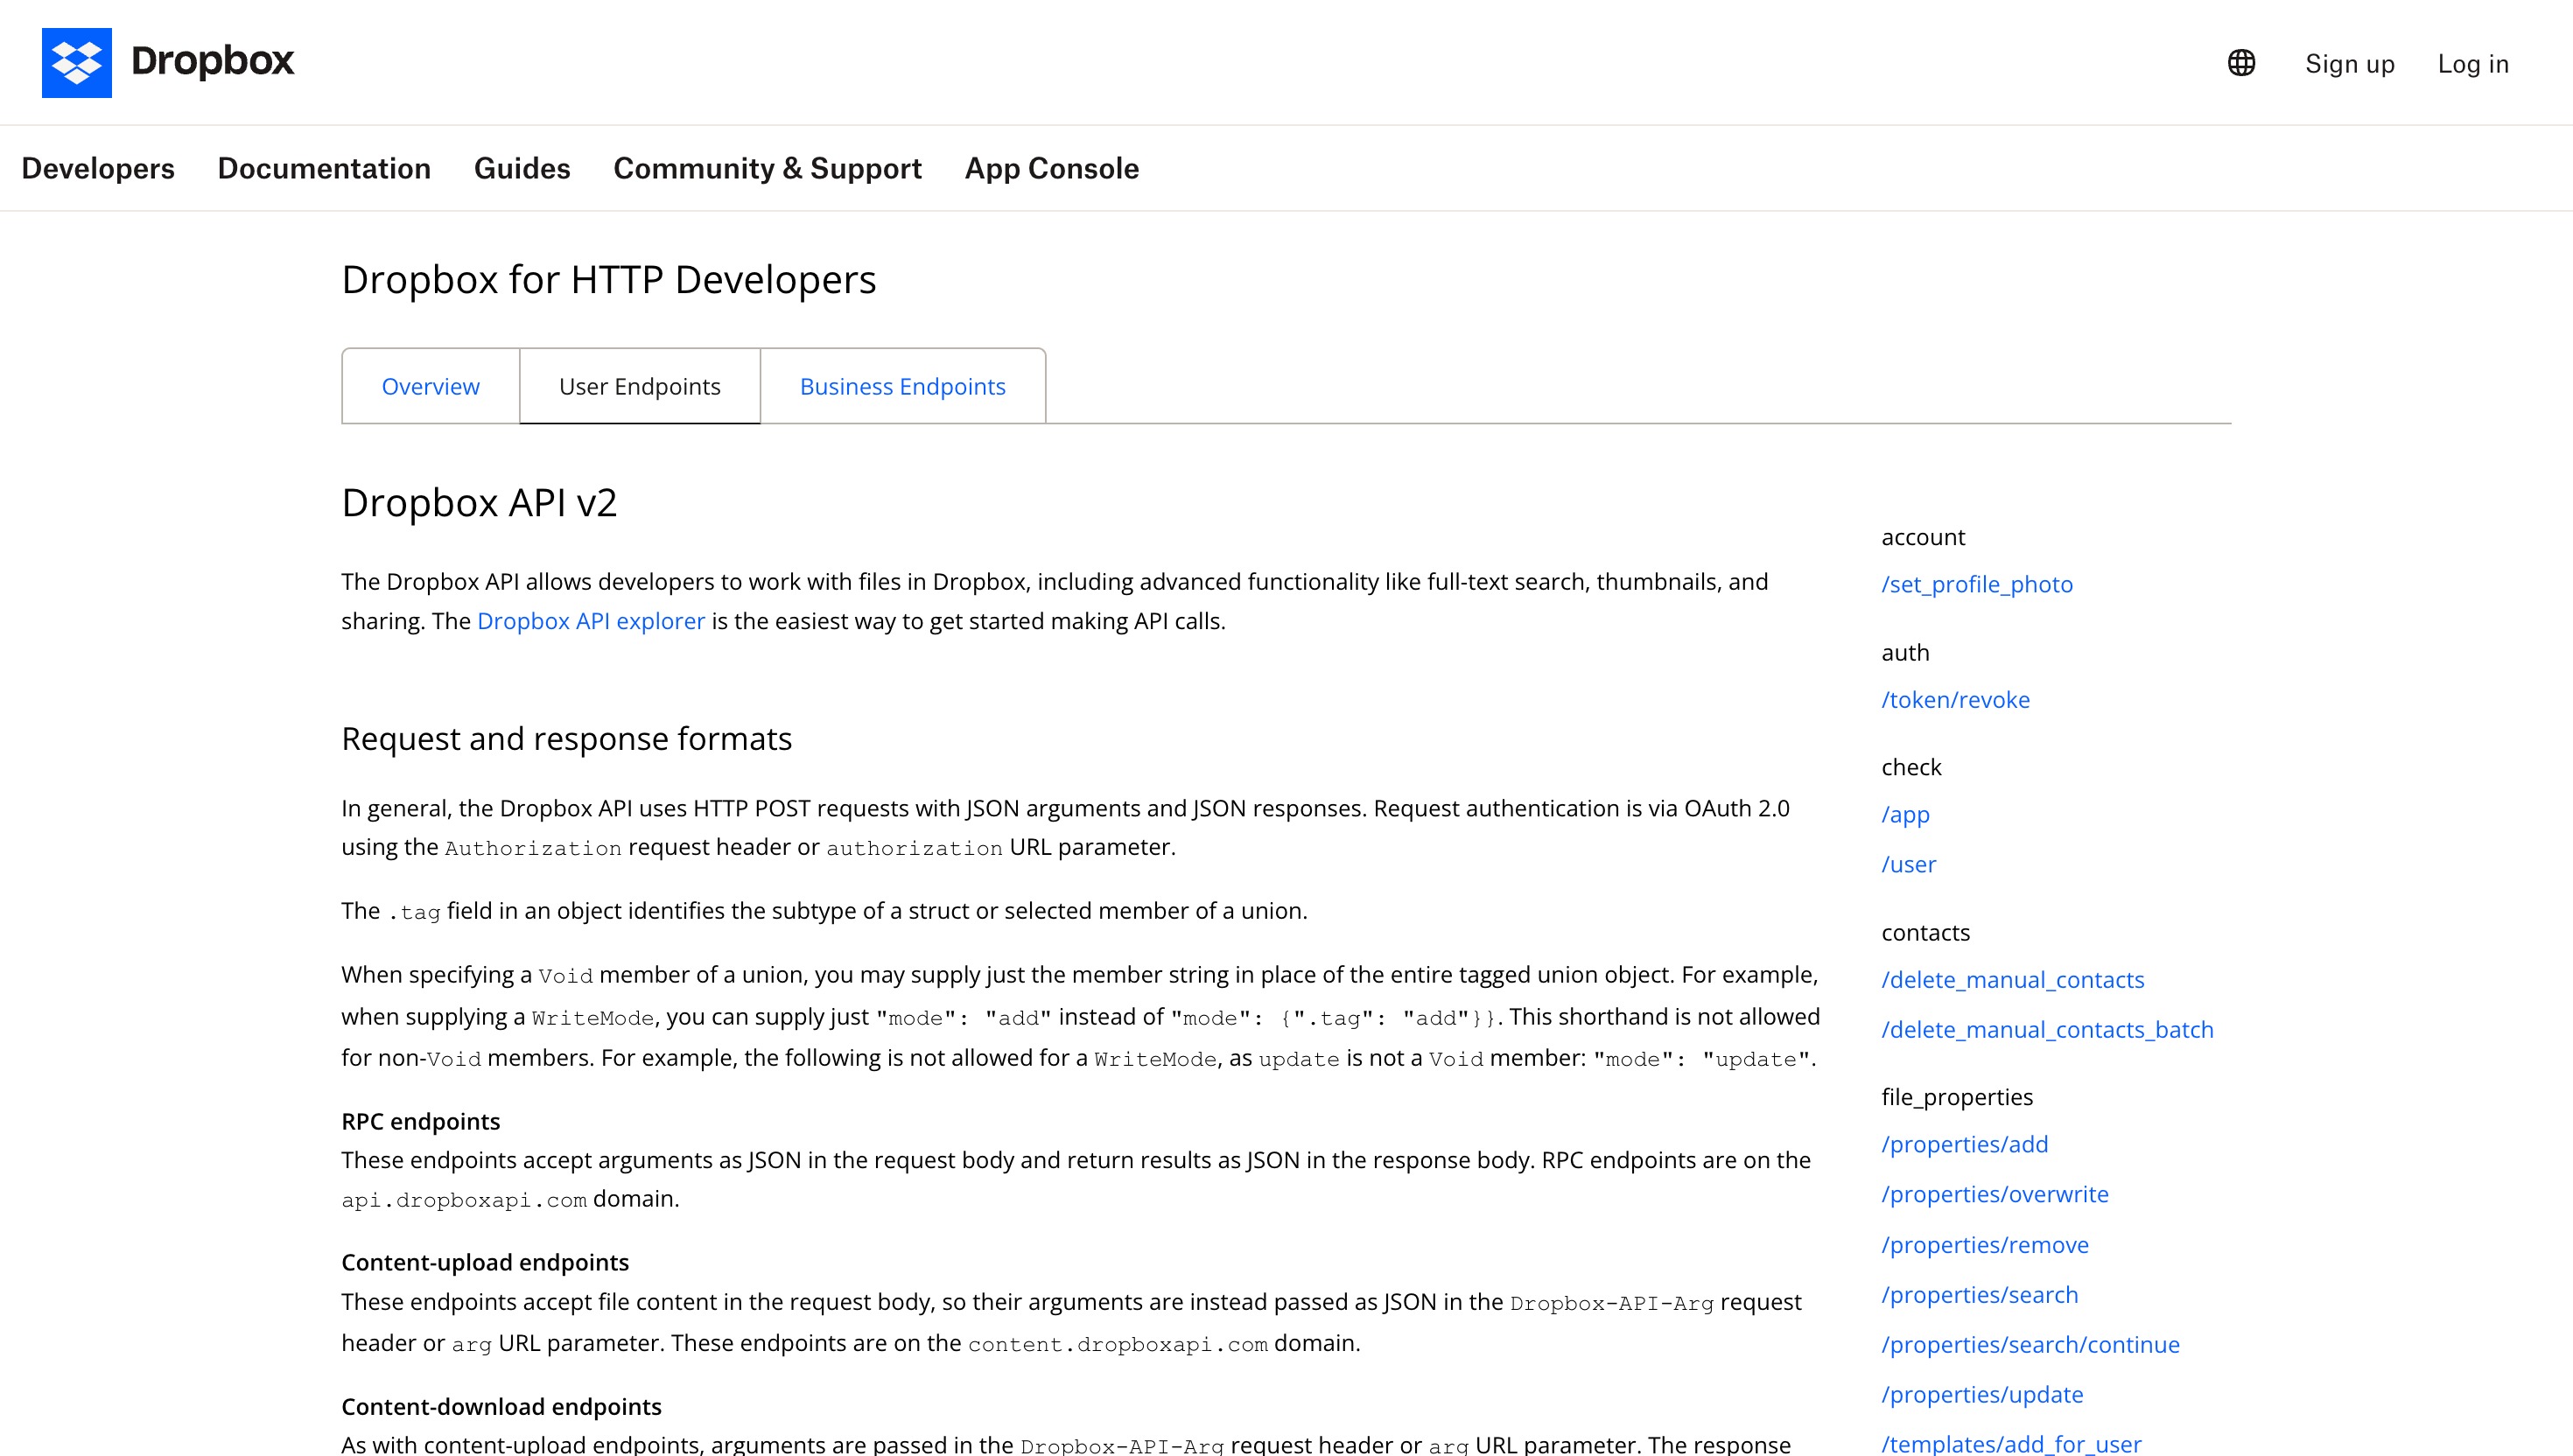 Dropbox
Sign up
Log in
Developers
Documentation
Guides
Community & Support
App Console
Dropbox for HTTP Developers
Overview
User Endpoints
Business Endpoints
Dropbox API v2
The Dropbox API allows developers to work with files in Dropbox, including advanced functionality like full-text search, thumbnails, and
sharing. The Dropbox API explorer is the easiest way to get started making API calls.
Request and response formats
In general, the Dropbox API uses HTTP POST requests with JSON arguments and JSON responses. Request authentication is via OAuth 2.0
using the Authorization request header or authorization URL parameter.
The .tag field in an object identifies the subtype of a struct or selected member of a union.
When specifying a Void member of a union, you may supply just the member string in place of the entire tagged union object. For example,
when supplying a WriteMode, you can supply just "mode": "add" instead of "mode": {".tag": "add"}}. This shorthand is not allowed
for non-Void members. For example, the following is not allowed for a WriteMode, as update is not a Void member: "mode": "update".
RPC endpoints
These endpoints accept arguments as JSON in the request body and return results as JSON in the response body. RPC endpoints are on the
api.dropboxapi.com domain.
Content-upload endpoints
These endpoints accept file content in the request body, so their arguments are instead passed as JSON in the Dropbox-API-Arg request
header or arg URL parameter. These endpoints are on the content.dropboxapi.com domain.
Content-download endpoints
As with content-upload endpoints, arguments are passed in the Dropbox-API-Arg request header or arg URL parameter. The response
account
/set_profile_photo
auth
/token/revoke
check
/app
/user
contacts
/delete_manual_contacts
/delete_manual_contacts_batch
file_properties
/properties/add
/properties/overwrite
/properties/remove
/properties/search
/properties/search/continue
/properties/update
/templates/add_for_user